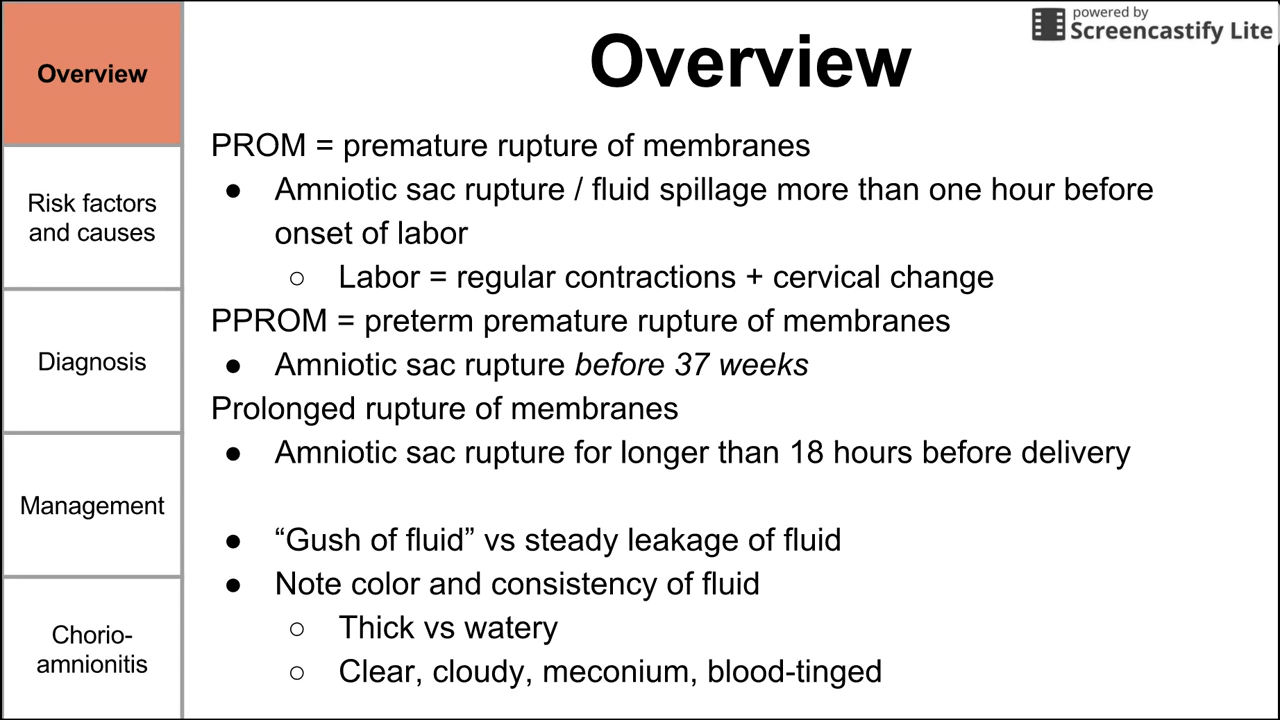 powered by
Screencastify Lite
Overview
Risk factors
and causes
Diagnosis
Management
Chorio-
amnionitis
Overview
PROM = premature rupture of membranes
● Amniotic sac rupture / fluid spillage more than one hour before
onset of labor
○ Labor = regular contractions + cervical change
PPROM = preterm premature rupture of membranes
● Amniotic sac rupture before 37 weeks
Prolonged rupture of membranes
● Amniotic sac rupture for longer than 18 hours before delivery
● “Gush of fluid” vs steady leakage of fluid
● Note color and consistency of fluid
○ Thick vs watery
○ Clear, cloudy, meconium, blood-tinged